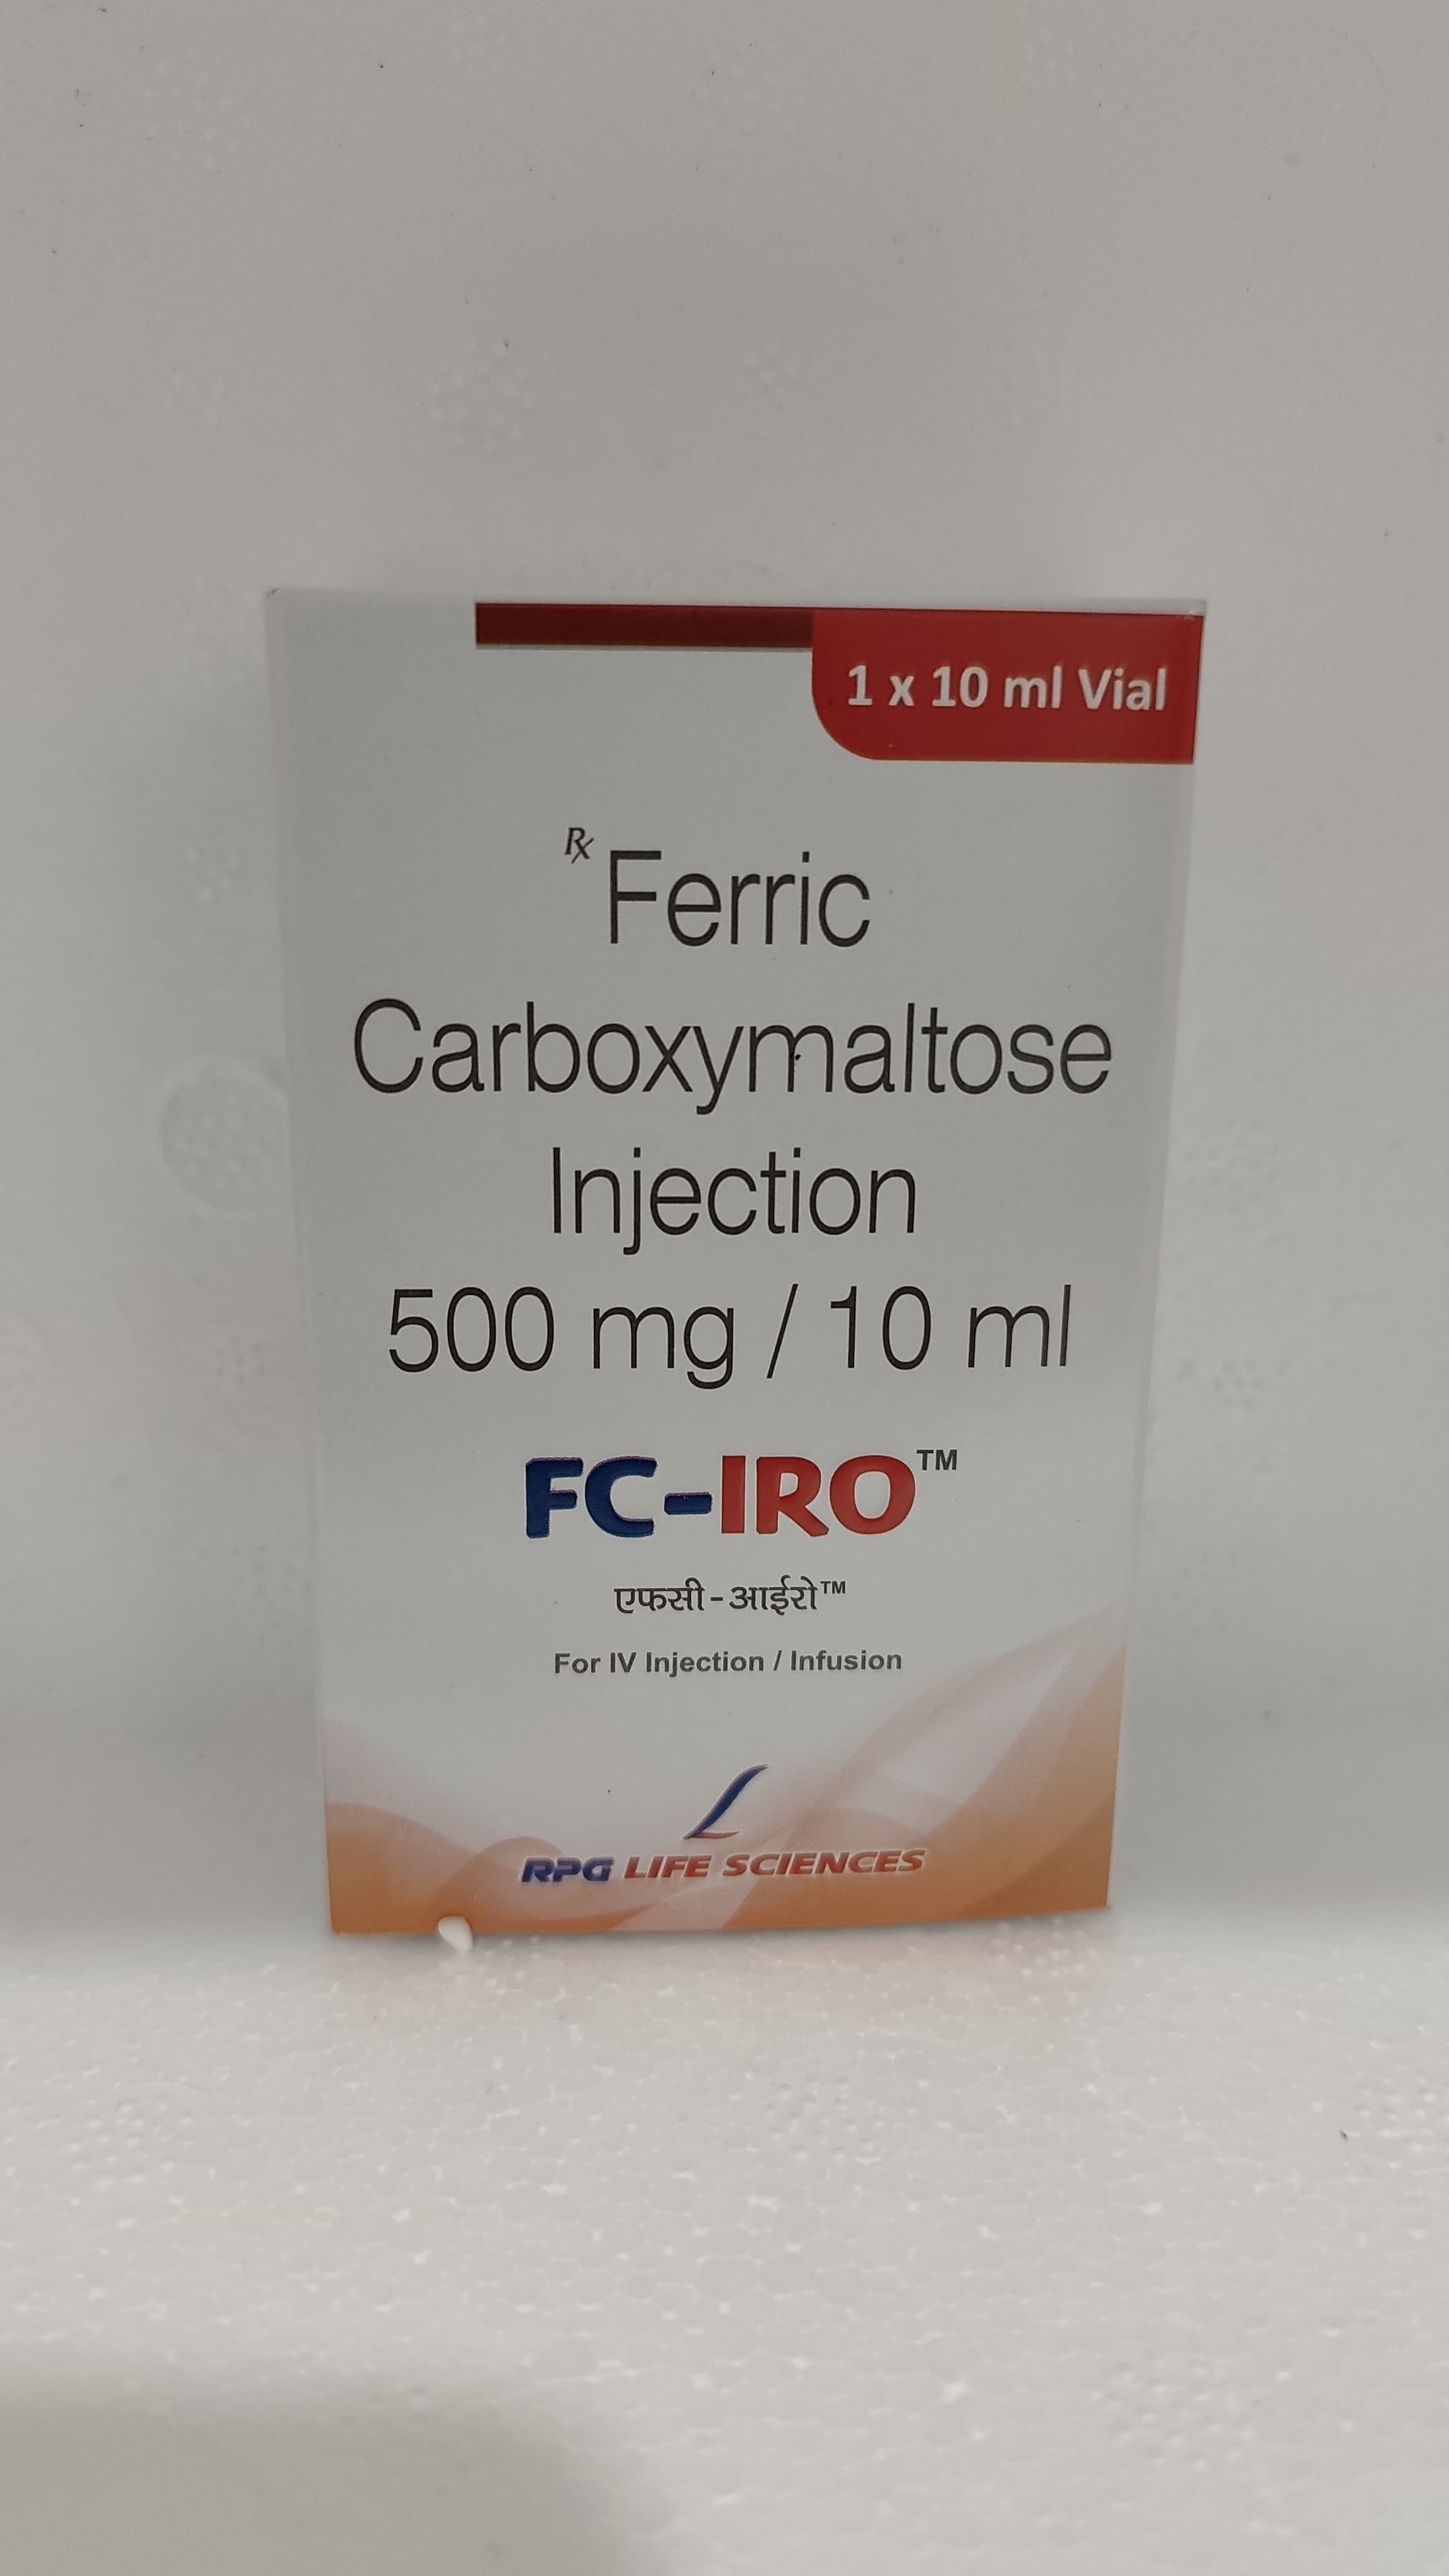 1 x 10 ml Vial
Rx Ferric
Carboxymaltose
Injection
500 mg / 10 ml
FC-IRO™
एफसी-आईरो™
For IV Injection / Infusion
RPG LIFE SCIENCES